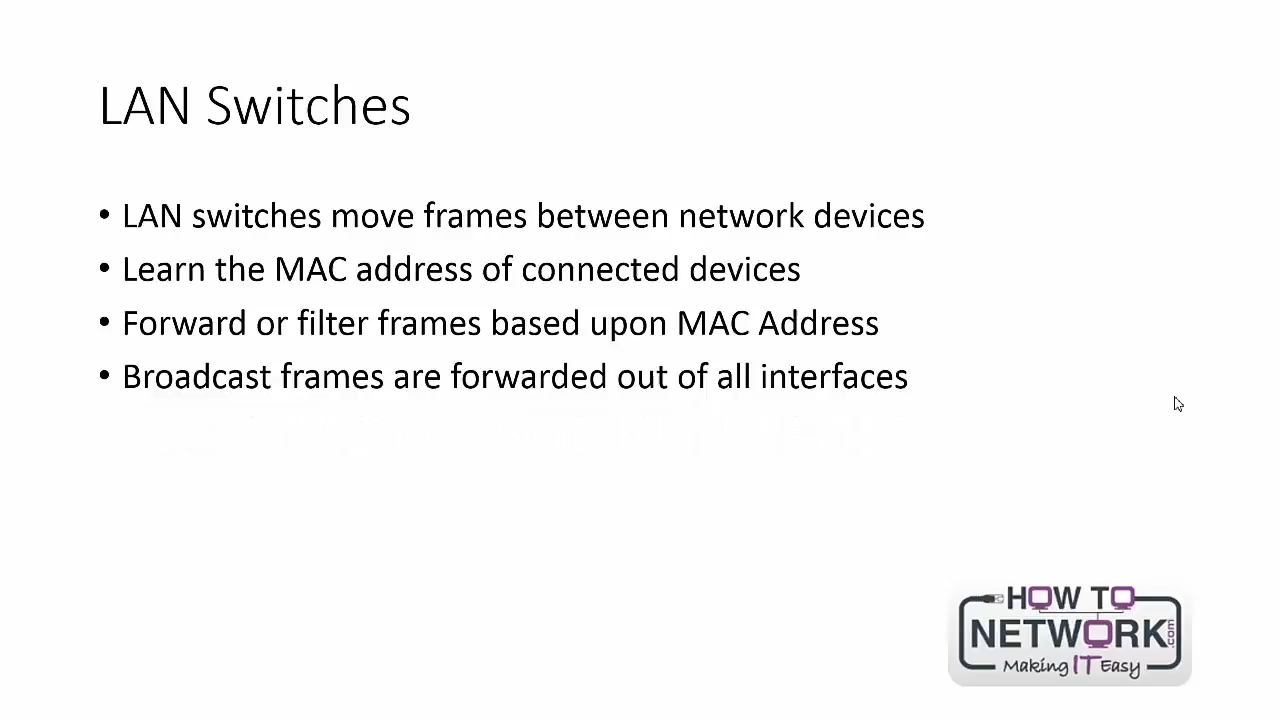 LAN Switches
• LAN switches move frames between network devices
• Learn the MAC address of connected devices
• Forward or filter frames based upon MAC Address
• Broadcast frames are forwarded out of all interfaces
HOW TO
NETWORK.com
Making IT Easy